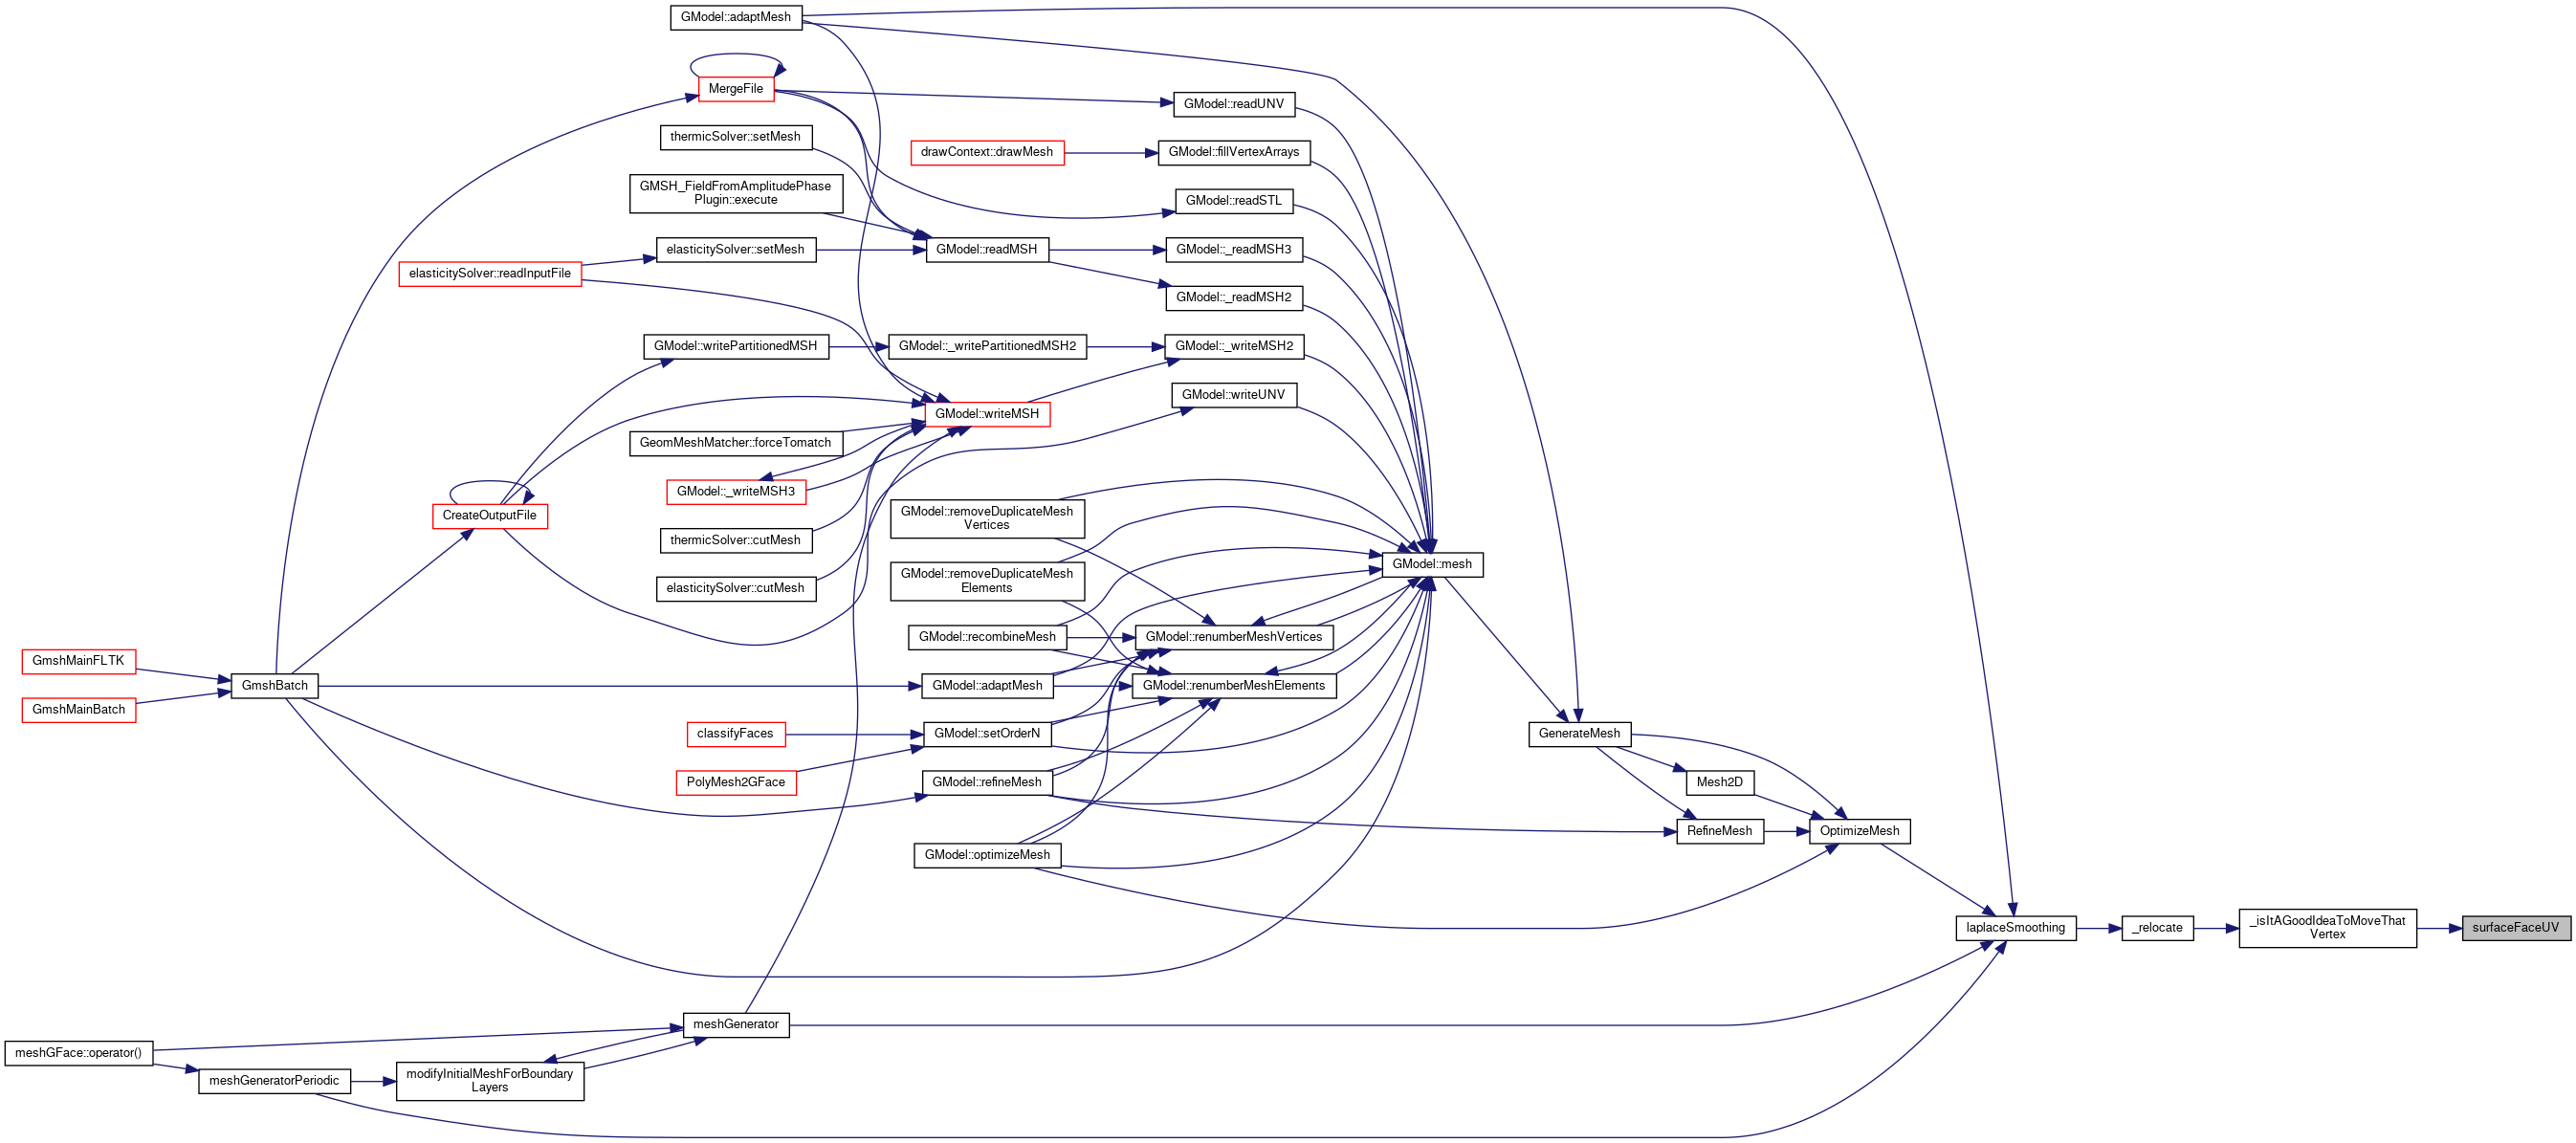 GModel::adaptMesh
MergeFile
GModel::readUNV
thermicSolver::setMesh
drawContext::drawMesh
GModel::fillVertexArrays
GMSH_FieldFromAmplitudePhase
Plugin::execute
GModel::readSTL
elasticitySolver::setMesh
GModel::readMSH
GModel::_readMSH3
elasticitySolver::readInputFile
GModel::_readMSH2
GModel::writePartitionedMSH
GModel::_writePartitionedMSH2
GModel::_writeMSH2
GModel::writeUNV
GModel::writeMSH
GeomMeshMatcher::forceTomatch
GModel::_writeMSH3
CreateOutputFile
GModel::removeDuplicateMesh
Vertices
thermicSolver::cutMesh
GModel::mesh
elasticitySolver::cutMesh
GModel::removeDuplicateMesh
Elements
GModel::recombineMesh
GModel::renumberMeshVertices
GmshMainFLTK
GmshBatch
GModel::adaptMesh
GModel::renumberMeshElements
GmshMainBatch
classifyFaces
GModel::setOrderN
GenerateMesh
PolyMesh2GFace
GModel::refineMesh
Mesh2D
RefineMesh
OptimizeMesh
GModel::optimizeMesh
laplaceSmoothing
_relocate
_isItAGoodIdeaToMoveThat
Vertex
surfaceFaceUV
meshGenerator
meshGFace::operator()
meshGeneratorPeriodic
modifyInitialMeshForBoundary
Layers